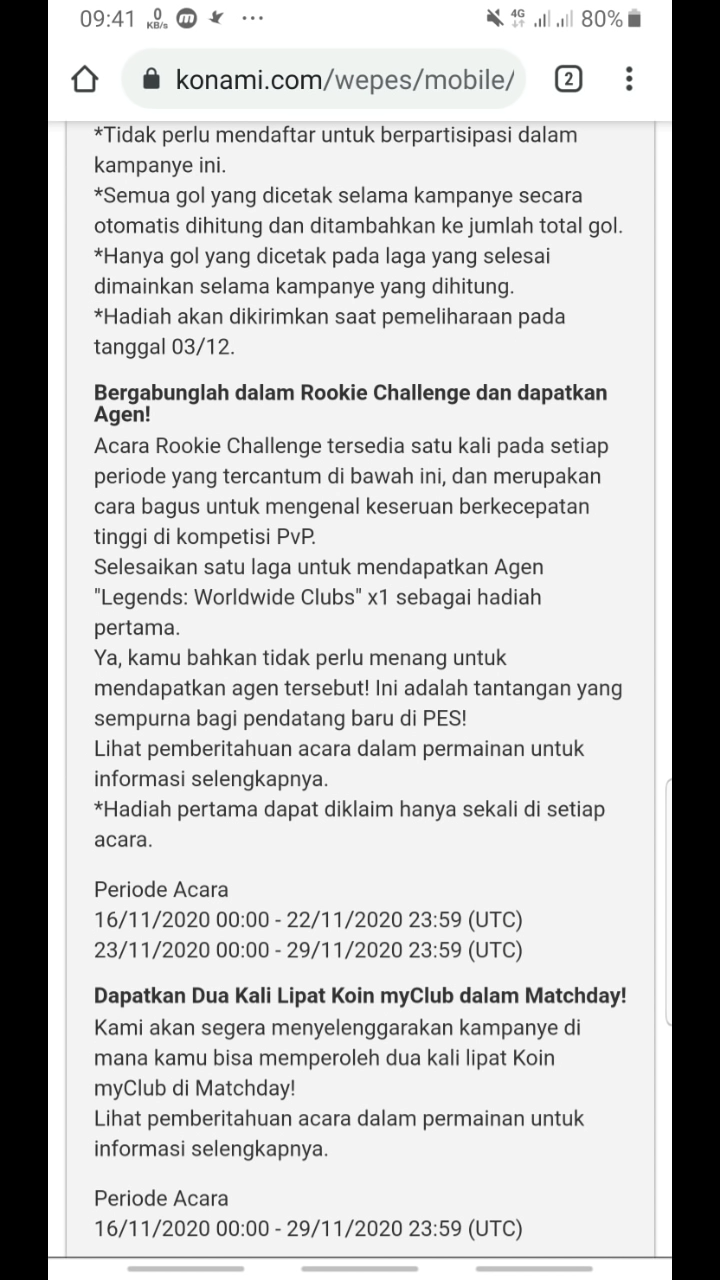 09:41 0 KB/s m ... 4G 80%
konami.com/wepes/mobile/ 2
*Tidak perlu mendaftar untuk berpartisipasi dalam
kampanye ini.
*Semua gol yang dicetak selama kampanye secara
otomatis dihitung dan ditambahkan ke jumlah total gol.
*Hanya gol yang dicetak pada laga yang selesai
dimainkan selama kampanye yang dihitung.
*Hadiah akan dikirimkan saat pemeliharaan pada
tanggal 03/12.
Bergabunglah dalam Rookie Challenge dan dapatkan
Agen!
Acara Rookie Challenge tersedia satu kali pada setiap
periode yang tercantum di bawah ini, dan merupakan
cara bagus untuk mengenal keseruan berkecepatan
tinggi di kompetisi PvP.
Selesaikan satu laga untuk mendapatkan Agen
"Legends: Worldwide Clubs" x1 sebagai hadiah
pertama.
Ya, kamu bahkan tidak perlu menang untuk
mendapatkan agen tersebut! Ini adalah tantangan yang
sempurna bagi pendatang baru di PES!
Lihat pemberitahuan acara dalam permainan untuk
informasi selengkapnya.
*Hadiah pertama dapat diklaim hanya sekali di setiap
acara.
Periode Acara
16/11/2020 00:00 - 22/11/2020 23:59 (UTC)
23/11/2020 00:00 - 29/11/2020 23:59 (UTC)
Dapatkan Dua Kali Lipat Koin myClub dalam Matchday!
Kami akan segera menyelenggarakan kampanye di
mana kamu bisa memperoleh dua kali lipat Koin
myClub di Matchday!
Lihat pemberitahuan acara dalam permainan untuk
informasi selengkapnya.
Periode Acara
16/11/2020 00:00 - 29/11/2020 23:59 (UTC)